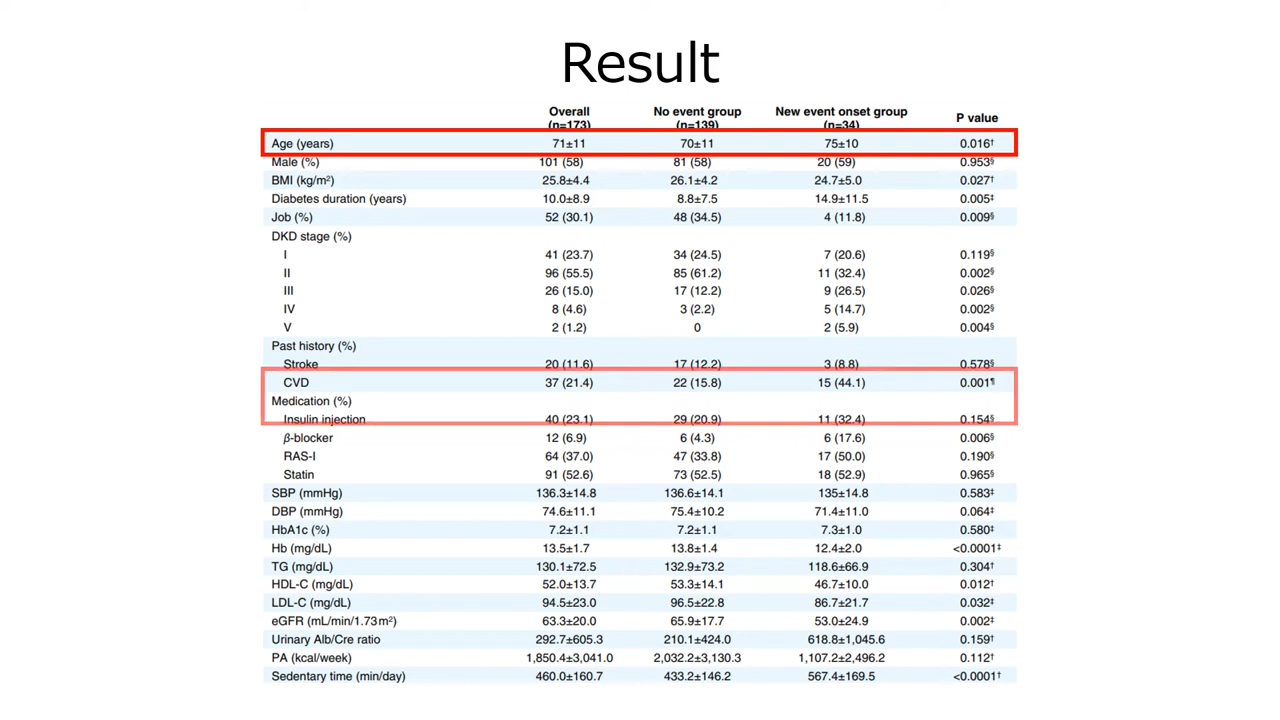 Result
Overall No event group New event onset group P value
(n=173) (n=139) (n=34)
Age (years) 71±11 70±11 75±10 0.016†
Male (%) 101 (58) 81 (58) 20 (59) 0.953§
BMI (kg/m²) 25.8±4.4 26.1±4.2 24.7±5.0 0.027†
Diabetes duration (years) 10.0±8.9 8.8±7.5 14.9±11.5 0.005‡
Job (%) 52 (30.1) 48 (34.5) 4 (11.8) 0.009§
DKD stage (%)
I 41 (23.7) 34 (24.5) 7 (20.6) 0.119§
II 96 (55.5) 85 (61.2) 11 (32.4) 0.002§
III 26 (15.0) 17 (12.2) 9 (26.5) 0.026§
IV 8 (4.6) 3 (2.2) 5 (14.7) 0.002§
V 2 (1.2) 0 2 (5.9) 0.004§
Past history (%)
Stroke 20 (11.6) 17 (12.2) 3 (8.8) 0.578§
CVD 37 (21.4) 22 (15.8) 15 (44.1) 0.001¶
Medication (%)
Insulin injection 40 (23.1) 29 (20.9) 11 (32.4) 0.154§
β-blocker 12 (6.9) 6 (4.3) 6 (17.6) 0.006§
RAS-I 64 (37.0) 47 (33.8) 17 (50.0) 0.190§
Statin 91 (52.6) 73 (52.5) 18 (52.9) 0.965§
SBP (mmHg) 136.3±14.8 136.6±14.1 135±14.8 0.583‡
DBP (mmHg) 74.6±11.1 75.4±10.2 71.4±11.0 0.064‡
HbA1c (%) 7.2±1.1 7.2±1.1 7.3±1.0 0.580‡
Hb (mg/dL) 13.5±1.7 13.8±1.4 12.4±2.0 <0.0001‡
TG (mg/dL) 130.1±72.5 132.9±73.2 118.6±66.9 0.304†
HDL-C (mg/dL) 52.0±13.7 53.3±14.1 46.7±10.0 0.012†
LDL-C (mg/dL) 94.5±23.0 96.5±22.8 86.7±21.7 0.032‡
eGFR (mL/min/1.73 m²) 63.3±20.0 65.9±17.7 53.0±24.9 0.002‡
Urinary Alb/Cre ratio 292.7±605.3 210.1±424.0 618.8±1,045.6 0.159†
PA (kcal/week) 1,850.4±3,041.0 2,032.2±3,130.3 1,107.2±2,496.2 0.112†
Sedentary time (min/day) 460.0±160.7 433.2±146.2 567.4±169.5 <0.0001†